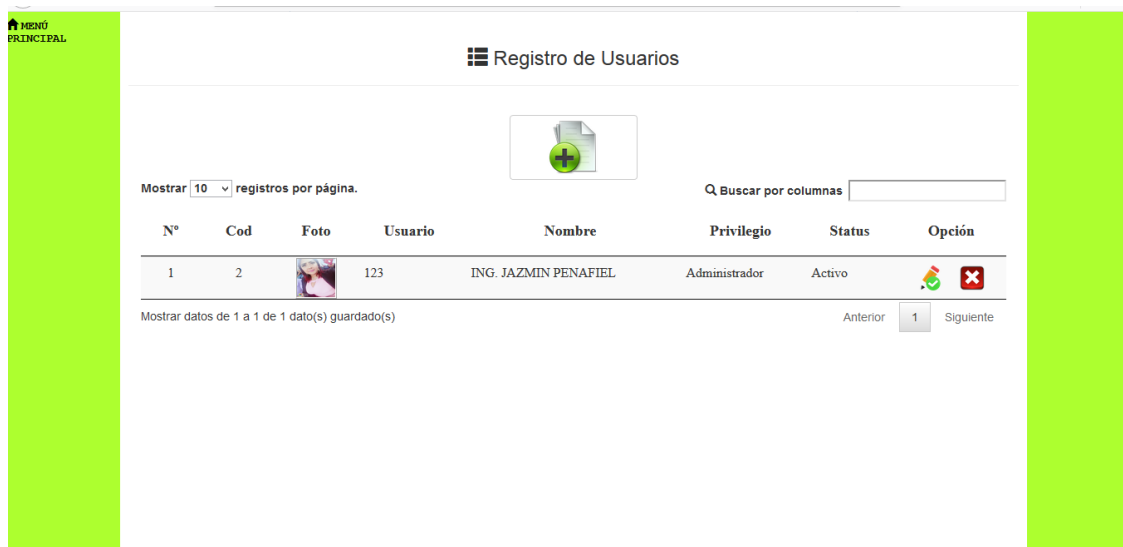 MENÚ
PRINCIPAL
Registro de Usuarios
Mostrar 10 registros por página.
Buscar por columnas
Nº Cod Foto Usuario Nombre Privilegio Status Opción
1 2 123 ING. JAZMIN PENAFIEL Administrador Activo
Mostrar datos de 1 a 1 de 1 dato(s) guardado(s)
Anterior 1 Siguiente